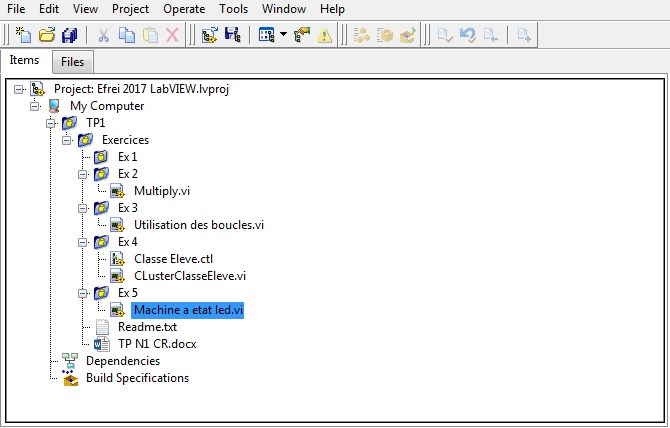 File Edit View Project Operate Tools Window Help
Items Files
Project: Efrei 2017 LabVIEW.lvproj
My Computer
TP1
Exercices
Ex 1
Ex 2
Multiply.vi
Ex 3
Utilisation des boucles.vi
Ex 4
Classe Eleve.ctl
CLusterClasseEleve.vi
Ex 5
Machine a etat led.vi
Readme.txt
TP N1 CR.docx
Dependencies
Build Specifications